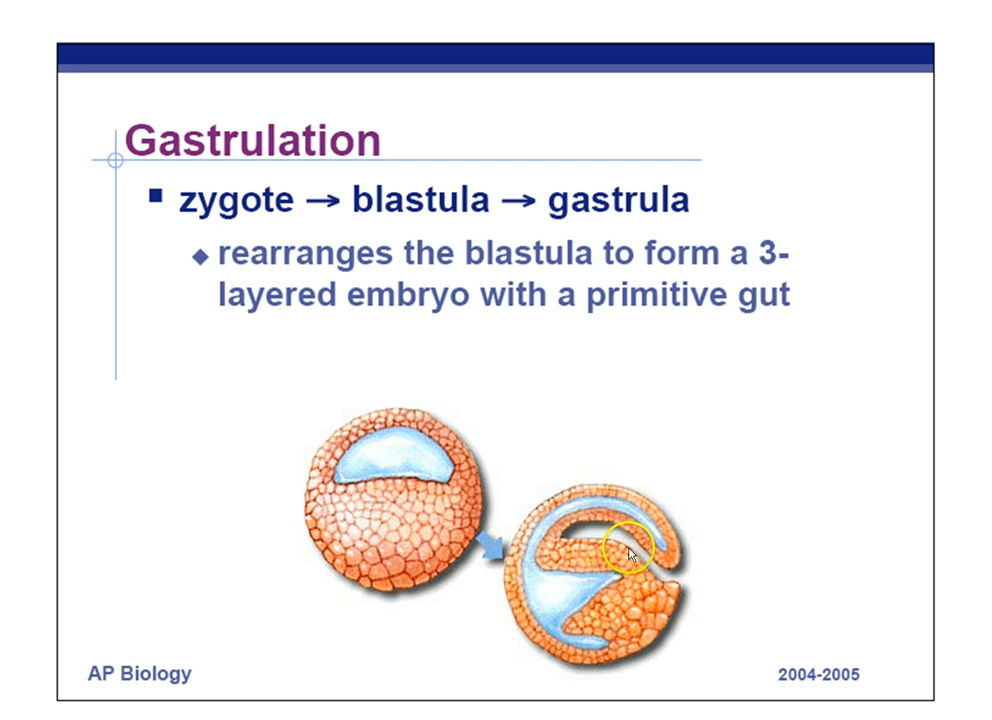 Gastrulation
zygote → blastula → gastrula
rearranges the blastula to form a 3-
layered embryo with a primitive gut
AP Biology
2004-2005